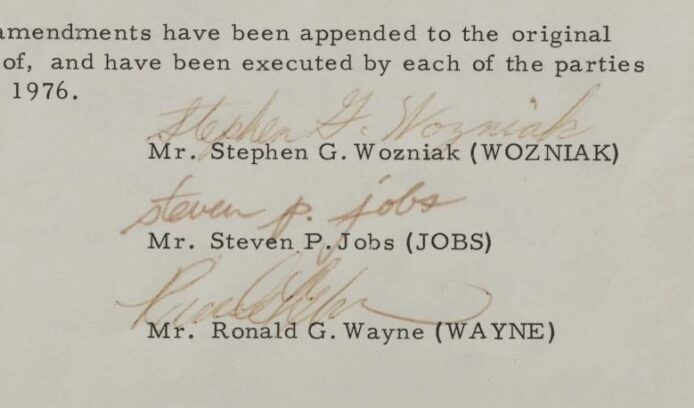 amendments have been appended to the original
of, and have been executed by each of the parties
1976.
Stephen G. Wozniak
Mr. Stephen G. Wozniak (WOZNIAK)
steven p. jobs
Mr. Steven P. Jobs (JOBS)
Mr. Ronald G. Wayne (WAYNE)